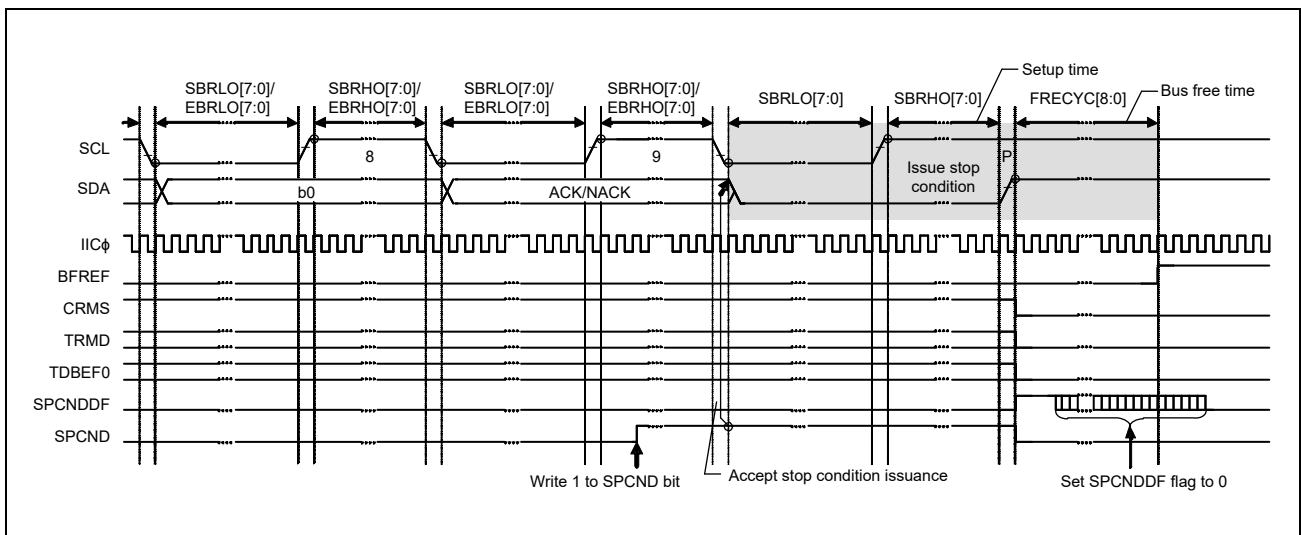 Setup time
SBRLO[7:0]/
EBRLO[7:0]
SBRHO[7:0]/
EBRHO[7:0]
SBRLO[7:0]/
EBRLO[7:0]
SBRHO[7:0]/
EBRHO[7:0]
SBRLO[7:0]
SBRHO[7:0]
FRECYC[8:0]
Bus free time
SCL
8
9
Issue stop
condition
P
SDA
b0
ACK/NACK
IICϕ
BFREF
CRMS
TRMD
TDBEF0
SPCNDDF
SPCND
Write 1 to SPCND bit
Accept stop condition issuance
Set SPCNDDF flag to 0